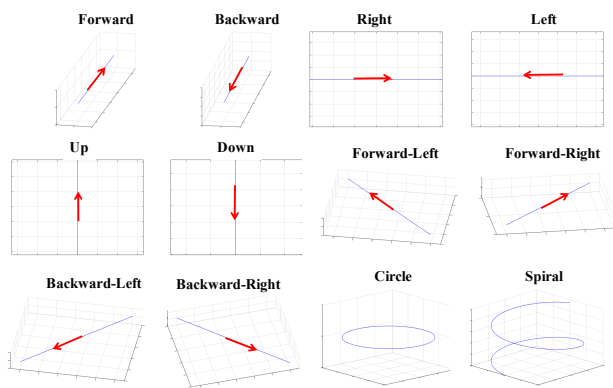 Forward
Backward
Right
Left
Up
Down
Forward-Left
Forward-Right
Backward-Left
Backward-Right
Circle
Spiral